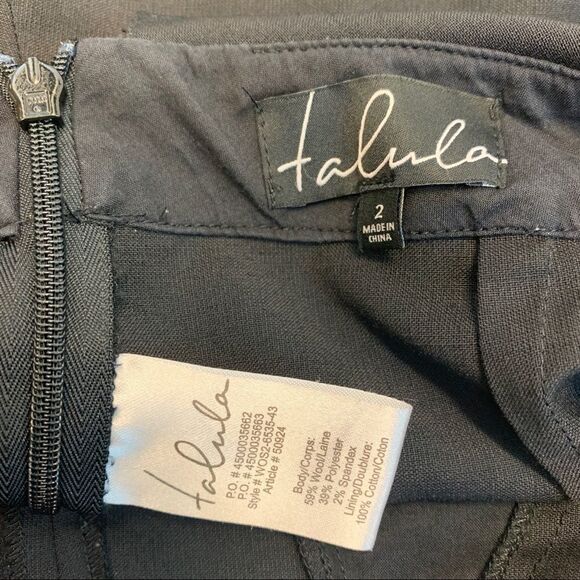 talula
2
MADE IN
CHINA
talula
P.O. # 4500035662
P.O. # 4500035663
Style # WOS2-6535-43
Article # 50924
Body/Corps:
59% Wool/Laine
39% Polyester
2% Spandex
Lining/Doublure:
100% Cotton/Coton